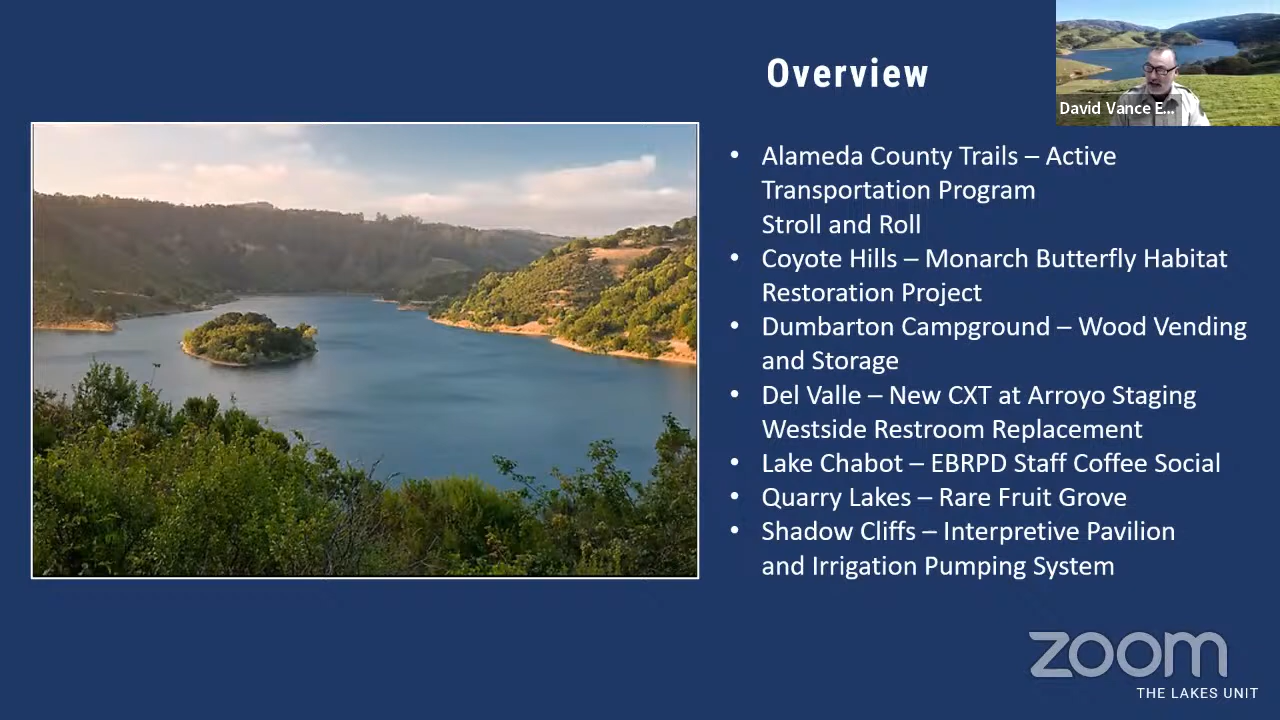 Overview
David Vance E...
• Alameda County Trails – Active
Transportation Program
Stroll and Roll
• Coyote Hills – Monarch Butterfly Habitat
Restoration Project
• Dumbarton Campground – Wood Vending
and Storage
• Del Valle – New CXT at Arroyo Staging
Westside Restroom Replacement
• Lake Chabot – EBRPD Staff Coffee Social
• Quarry Lakes – Rare Fruit Grove
• Shadow Cliffs – Interpretive Pavilion
and Irrigation Pumping System
zoom
THE LAKES UNIT